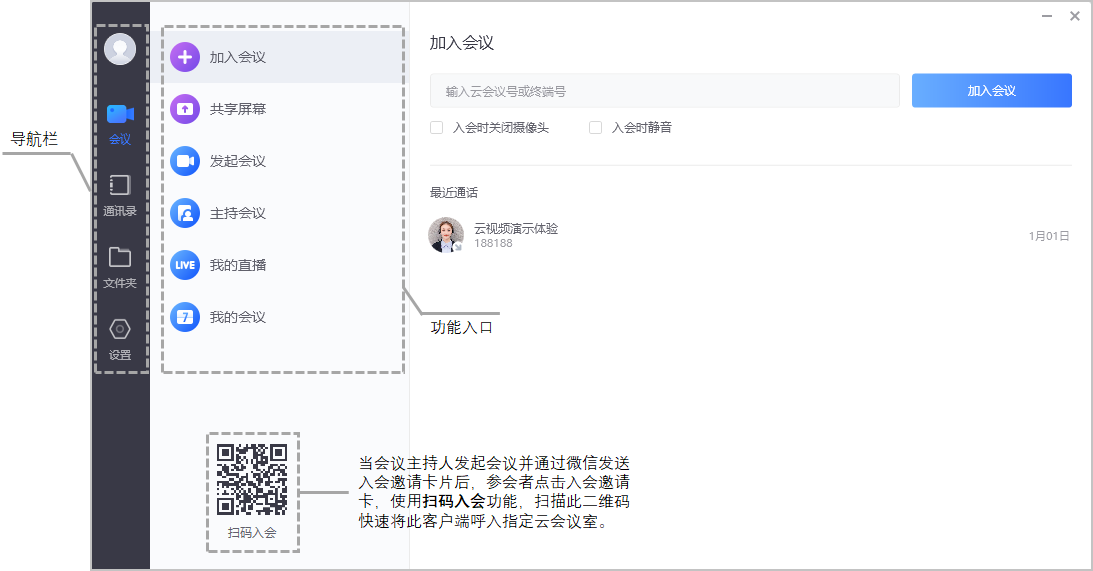 导航栏
会议
通讯录
文件夹
设置
加入会议
共享屏幕
发起会议
主持会议
LIVE 我的直播
7 我的会议
功能入口
扫码入会
加入会议
输入云会议号或终端号
加入会议
入会时关闭摄像头 入会时静音
最近通话
云视频演示体验
188188
1月01日
当会议主持人发起会议并通过微信发送
入会邀请卡片后，参会者点击入会邀请
卡，使用扫码入会功能，扫描此二维码
快速将此客户端呼入指定云会议室。